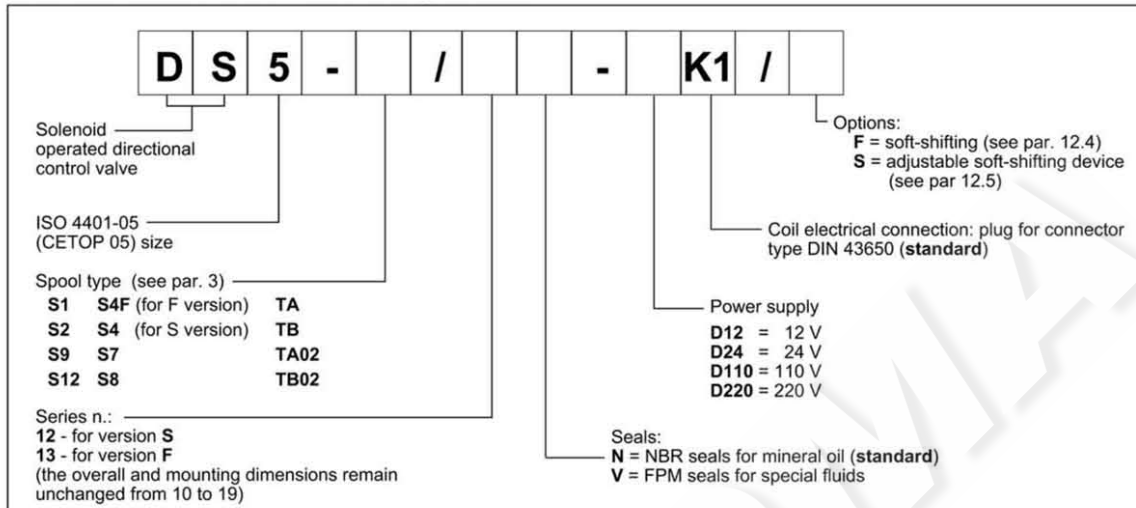 DS5- / - K1 /
Solenoid
operated directional
control valve
ISO 4401-05
(CETOP 05) size
Spool type (see par. 3)
S1 S4F (for F version) TA
S2 S4 (for S version) TB
S9 S7 TA02
S12 S8 TB02
Series n.:
12 - for version S
13 - for version F
(the overall and mounting dimensions remain
unchanged from 10 to 19)
Options:
F = soft-shifting (see par. 12.4)
S = adjustable soft-shifting device
(see par 12.5)
Coil electrical connection: plug for connector
type DIN 43650 (standard)
Power supply
D12 = 12 V
D24 = 24 V
D110 = 110 V
D220 = 220 V
Seals:
N = NBR seals for mineral oil (standard)
V = FPM seals for special fluids